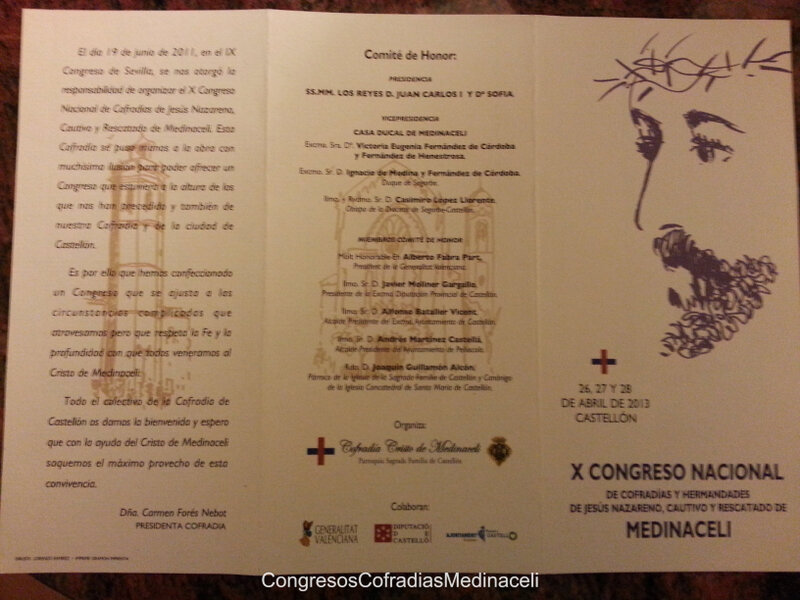 El día 19 de junio de 2011, en el IX
Congreso de Sevilla, se nos otorgó la
responsabilidad de organizar el X Congreso
Nacional de Cofradías de Jesús Nazareno,
Cautivo y Rescatado de Medinaceli. Esta
Cofradía se puso manos a la obra con
muchísima ilusión para poder ofrecer un
Congreso que estuviera a la altura de los
que nos han precedido y también de
nuestra Cofradía y de la ciudad de
Castellón.
Es por ello que hemos confeccionado
un Congreso que se ajusta a las
circunstancias complicadas que
atravesamos pero que respeta la Fe y la
profundidad con que todos veneramos al
Cristo de Medinaceli.
Todo el colectivo de la Cofradía de
Castellón os damos la bienvenida y espero
que con la ayuda del Cristo de Medinaceli
saquemos el máximo provecho de esta
convivencia.
Dña. Carmen Forés Nebot
PRESIDENTA COFRADIA
Comité de Honor:
PRESIDENCIA
SS.MM. LOS REYES D. JUAN CARLOS I Y Dª SOFIA.
VICEPRESIDENCIA
CASA DUCAL DE MEDINACELI
Excma. Sra. Dª. Victoria Eugenia Fernández de Córdoba
y Fernández de Henestrosa.
Excmo. Sr. D. Ignacio de Medina y Fernández de Córdoba.
Duque de Segorbe.
Ilmo. y Rvdmo. Sr. D. Casimiro López Llorente.
Obispo de la Diócesis de Segorbe-Castellón.
MIEMBROS COMITÉ DE HONOR
Molt Honorable En Alberto Fabra Part.
President de la Generalitat Valenciana.
Ilmo. Sr. D. Javier Moliner Gargallo.
Presidente de la Excma Diputación Provincial de Castellón.
Ilmo. Sr. D. Alfonso Bataller Vicent.
Alcalde Presidente del Excmo. Ayuntamiento de Castellón.
Ilmo. Sr. D. Andrés Martínez Castellá.
Alcalde-Presidente del Ayuntamiento de Peñíscola.
Rdo. D. Joaquín Guillamón Alcón.
Párroco de la Iglesia de la Sagrada Familia de Castellón y Canónigo
de la Iglesia Concatedral de Santa María de Castellón.
Organiza:
Cofradía Cristo de Medinaceli
Parroquia Sagrada Familia de Castellón
Colaboran:
GENERALITAT
VALENCIANA
DIPUTACIÓ
DE
CASTELLÓ
AJUNTAMENT
CASTELLÓ
26, 27 Y 28
DE ABRIL DE 2013
CASTELLÓN
X CONGRESO NACIONAL
DE COFRADÍAS Y HERMANDADES
DE JESÚS NAZARENO, CAUTIVO Y RESCATADO DE
MEDINACELI
CongresosCofradiasMedinaceli